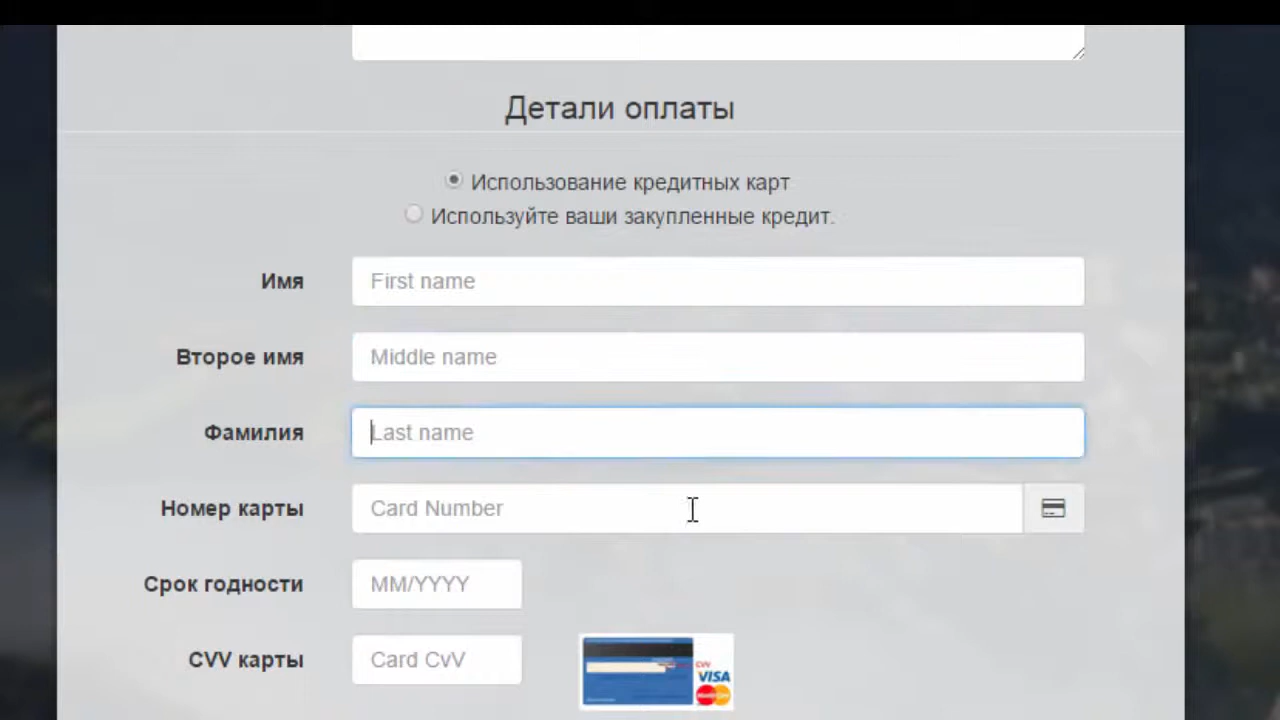 Детали оплаты
Использование кредитных карт
Используйте ваши закупленные кредит.
Имя First name
Второе имя Middle name
Фамилия Last name
Номер карты Card Number
Срок годности MM/YYYY
CVV карты Card CvV
CVV
VISA